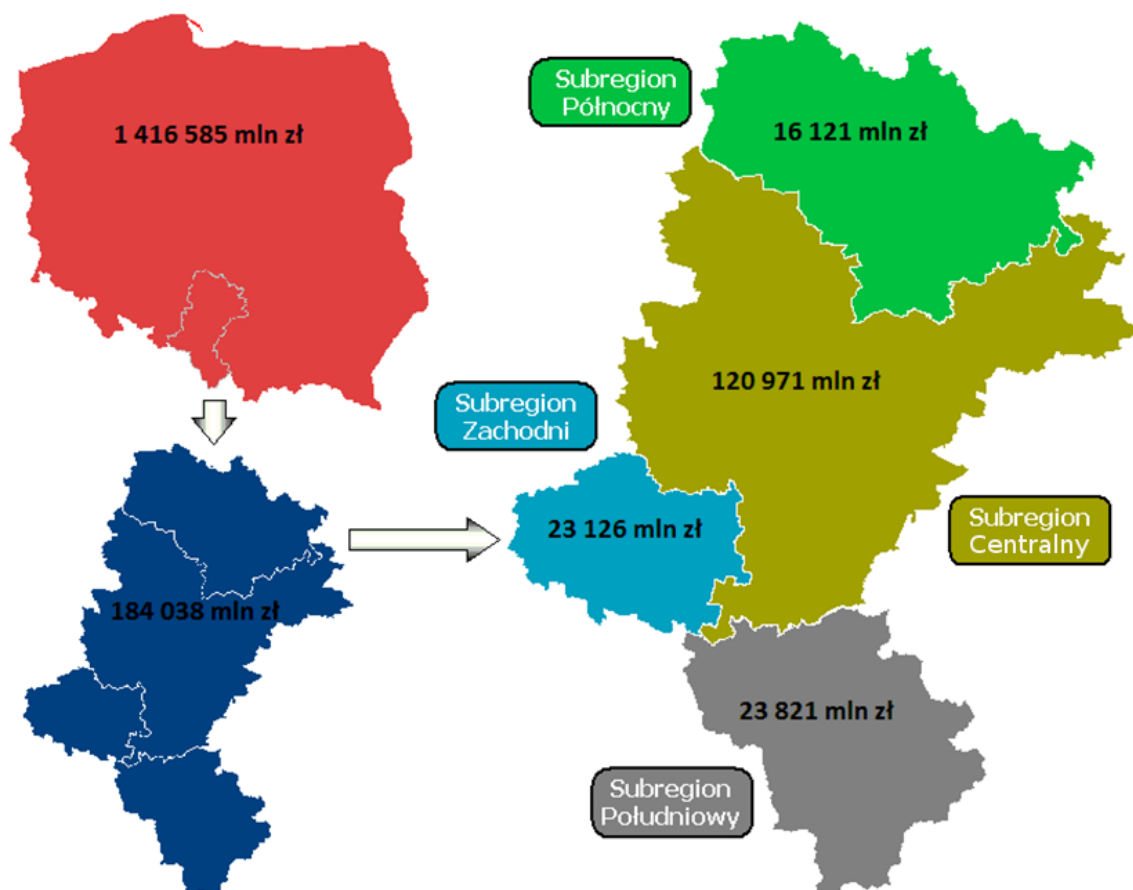 1 416 585 mln zł
Subregion
Północny
16 121 mln zł
120 971 mln zł
Subregion
Zachodni
23 126 mln zł
Subregion
Centralny
184 038 mln zł
23 821 mln zł
Subregion
Południowy